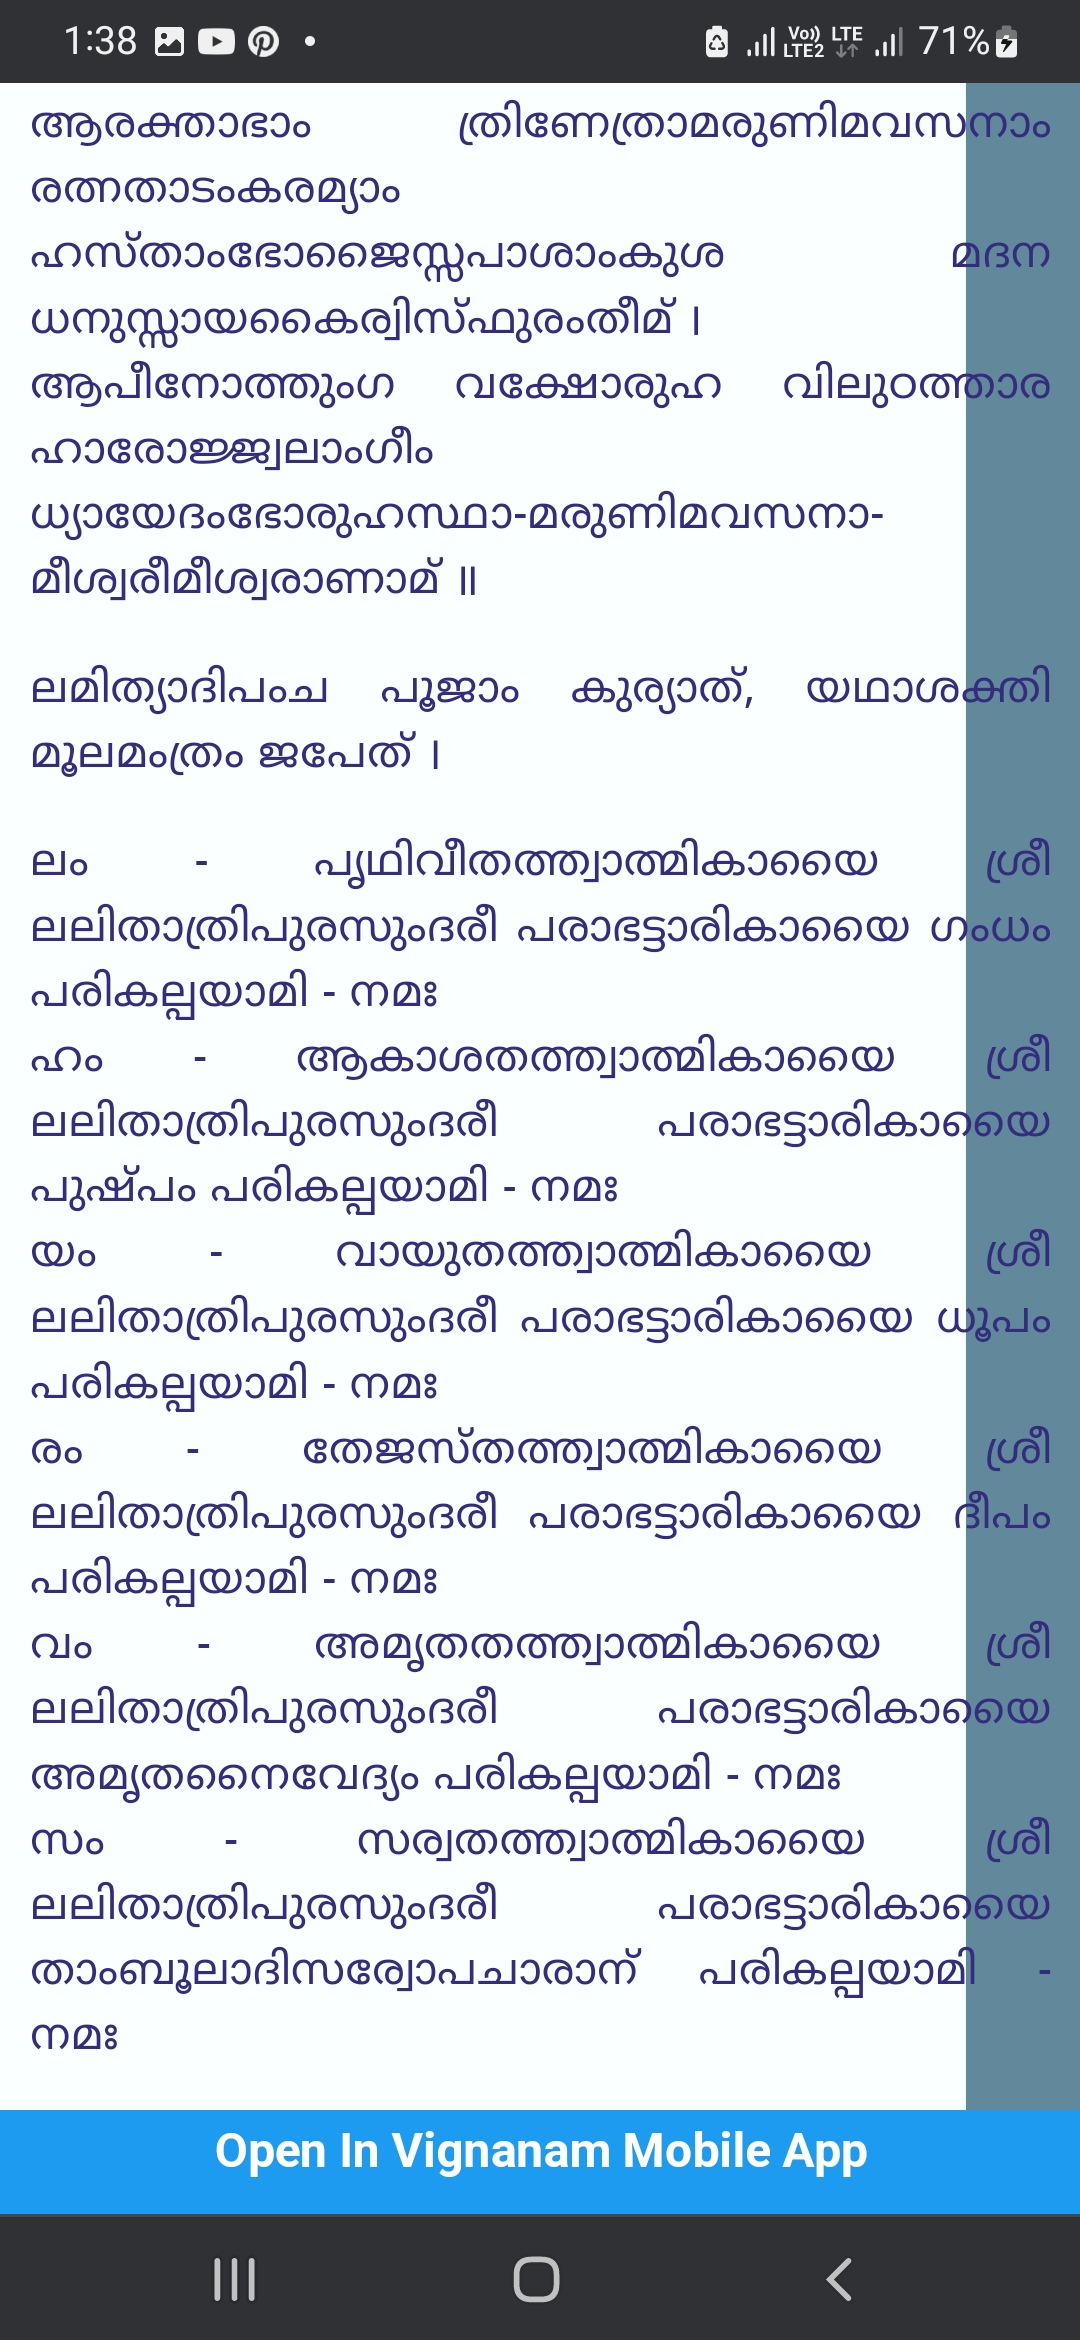 1:38 Vo)) LTE2 LTE 71%
ആരക്താഭാം ത്രിണേത്രാമരുണിമവസനാം
രത്നതാടംകരമ്യാം
ഹസ്താംഭോജൈസ്സപാശാംകുശ മദന
ധനുസ്സായകൈര്വിസ്ഫുരംതീമ് ।
ആപീനോത്തുംഗ വക്ഷോരുഹ വിലുഠത്താര
ഹാരോജ്ജ്വലാംഗീം
ധ്യായേദംഭോരുഹസ്ഥാ-മരുണിമവസനാ-
മീശ്വരീമീശ്വരാണാമ് ॥
ലമിത്യാദിപംച പൂജാം കുര്യാത്, യഥാശക്തി
മൂലമംത്രം ജപേത് ।
ലം - പൃഥിവീതത്ത്വാത്മികായൈ ശ്രീ
ലലിതാത്രിപുരസുംദരീ പരാഭട്ടാരികായൈ ഗംധം
പരികല്പയാമി - നമഃ
ഹം - ആകാശതത്ത്വാത്മികായൈ ശ്രീ
ലലിതാത്രിപുരസുംദരീ പരാഭട്ടാരികായൈ
പുഷ്പം പരികല്പയാമി - നമഃ
യം - വായുതത്ത്വാത്മികായൈ ശ്രീ
ലലിതാത്രിപുരസുംദരീ പരാഭട്ടാരികായൈ ധൂപം
പരികല്പയാമി - നമഃ
രം - തേജസ്തത്ത്വാത്മികായൈ ശ്രീ
ലലിതാത്രിപുരസുംദരീ പരാഭട്ടാരികായൈ ദീപം
പരികല്പയാമി - നമഃ
വം - അമൃതതത്ത്വാത്മികായൈ ശ്രീ
ലലിതാത്രിപുരസുംദരീ പരാഭട്ടാരികായൈ
അമൃതനൈവേദ്യം പരികല്പയാമി - നമഃ
സം - സര്വതത്ത്വാത്മികായൈ ശ്രീ
ലലിതാത്രിപുരസുംദരീ പരാഭട്ടാരികായൈ
താംബൂലാദിസര്വോപചാരാന് പരികല്പയാമി -
നമഃ
Open In Vignanam Mobile App